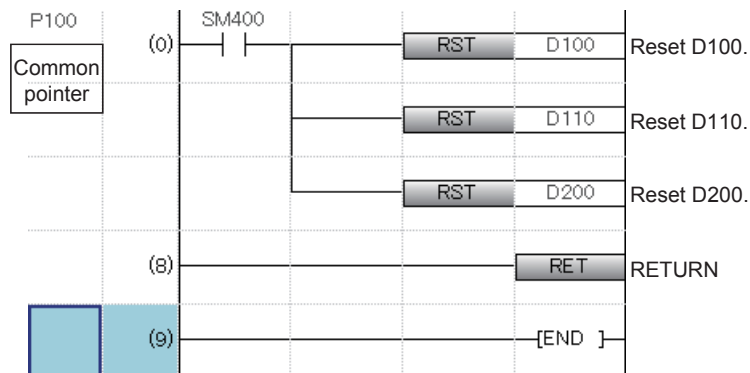 P100 SM400
(0) RST D100 Reset D100.
Common
pointer
RST D110 Reset D110.
RST D200 Reset D200.
(8) RET RETURN
(9) [END ]